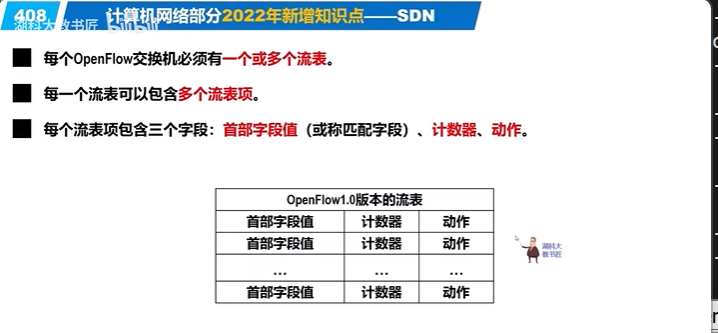 408 计算机网络部分2022年新增知识点——SDN
湖科大教书匠 bilibili
每个OpenFlow交换机必须有一个或多个流表。
每一个流表可以包含多个流表项。
每个流表项包含三个字段：首部字段值（或称匹配字段）、计数器、动作。
OpenFlow1.0版本的流表
首部字段值 计数器 动作
首部字段值 计数器 动作
... ... ...
首部字段值 计数器 动作
湖科大
教书匠